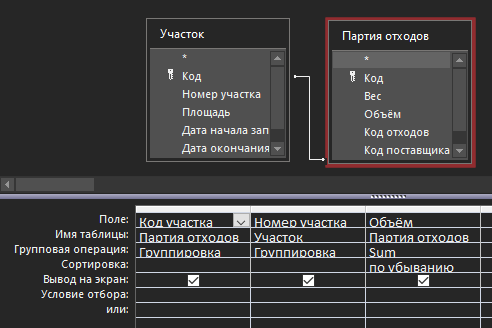 Участок
*
Код
Номер участка
Площадь
Дата начала зап
Дата окончания
Партия отходов
*
Код
Вес
Объём
Код отходов
Код поставщика
Поле: Код участка Номер участка Объём
Имя таблицы: Партия отходов Участок Партия отходов
Групповая операция: Группировка Группировка Sum
Сортировка: по убыванию
Вывод на экран:
Условие отбора:
или: